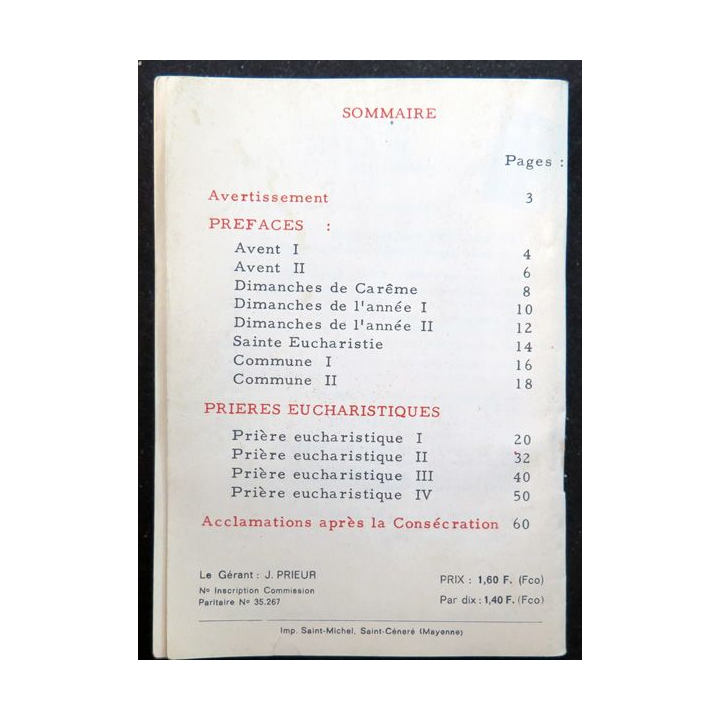 SOMMAIRE
Pages :
Avertissement 3
PREFACES :
Avent I 4
Avent II 6
Dimanches de Carême 8
Dimanches de l'année I 10
Dimanches de l'année II 12
Sainte Eucharistie 14
Commune I 16
Commune II 18
PRIERES EUCHARISTIQUES
Prière eucharistique I 20
Prière eucharistique II 32
Prière eucharistique III 40
Prière eucharistique IV 50
Acclamations après la Consécration 60
Le Gérant : J. PRIEUR
PRIX : 1,60 F. (Fco)
Nº Inscription Commission
Paritaire Nº 35.267
Par dix : 1,40 F. (Fco)
Imp. Saint-Michel, Saint-Céneré (Mayenne)